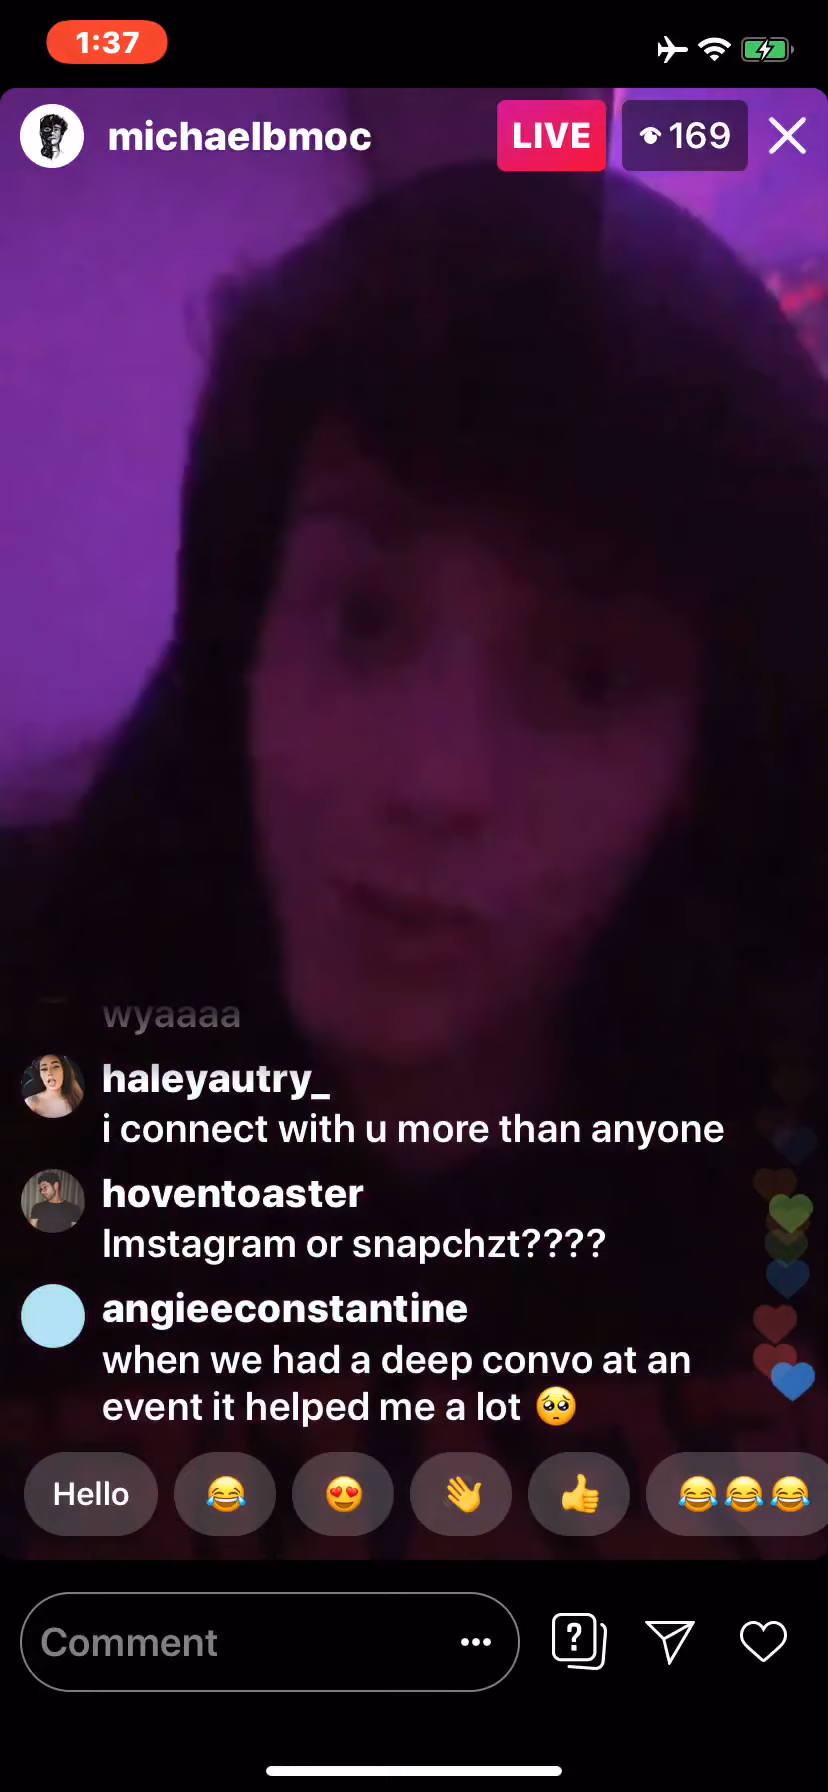 1:37
michaelbmoc
LIVE
169
wyaaaa
haleyautry_
i connect with u more than anyone
hoventoaster
Imstagram or snapchzt????
angieeconstantine
when we had a deep convo at an
event it helped me a lot 🥺
Hello
😂
😍
👋
👍
😂😂😂
Comment
?